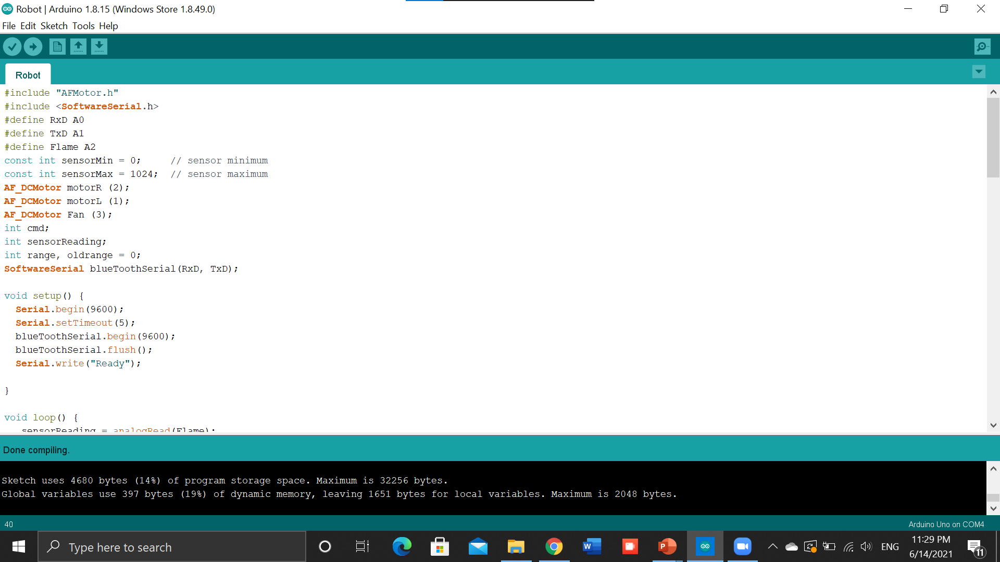 Robot | Arduino 1.8.15 (Windows Store 1.8.49.0)
File Edit Sketch Tools Help
Robot
#include "AFMotor.h"
#include <SoftwareSerial.h>
#define RxD A0
#define TxD A1
#define Flame A2
const int sensorMin = 0;     // sensor minimum
const int sensorMax = 1024;  // sensor maximum
AF_DCMotor motorR (2);
AF_DCMotor motorL (1);
AF_DCMotor Fan (3);
int cmd;
int sensorReading;
int range, oldrange = 0;
SoftwareSerial blueToothSerial(RxD, TxD);
void setup() {
  Serial.begin(9600);
  Serial.setTimeout(5);
  blueToothSerial.begin(9600);
  blueToothSerial.flush();
  Serial.write("Ready");
}
void loop() {
   sensorReading = analogRead(Flame);
Done compiling.
Sketch uses 4680 bytes (14%) of program storage space. Maximum is 32256 bytes.
Global variables use 397 bytes (19%) of dynamic memory, leaving 1651 bytes for local variables. Maximum is 2048 bytes.
40
Arduino Uno on COM4
Type here to search
W
P
ENG
11:29 PM
6/14/2021
11